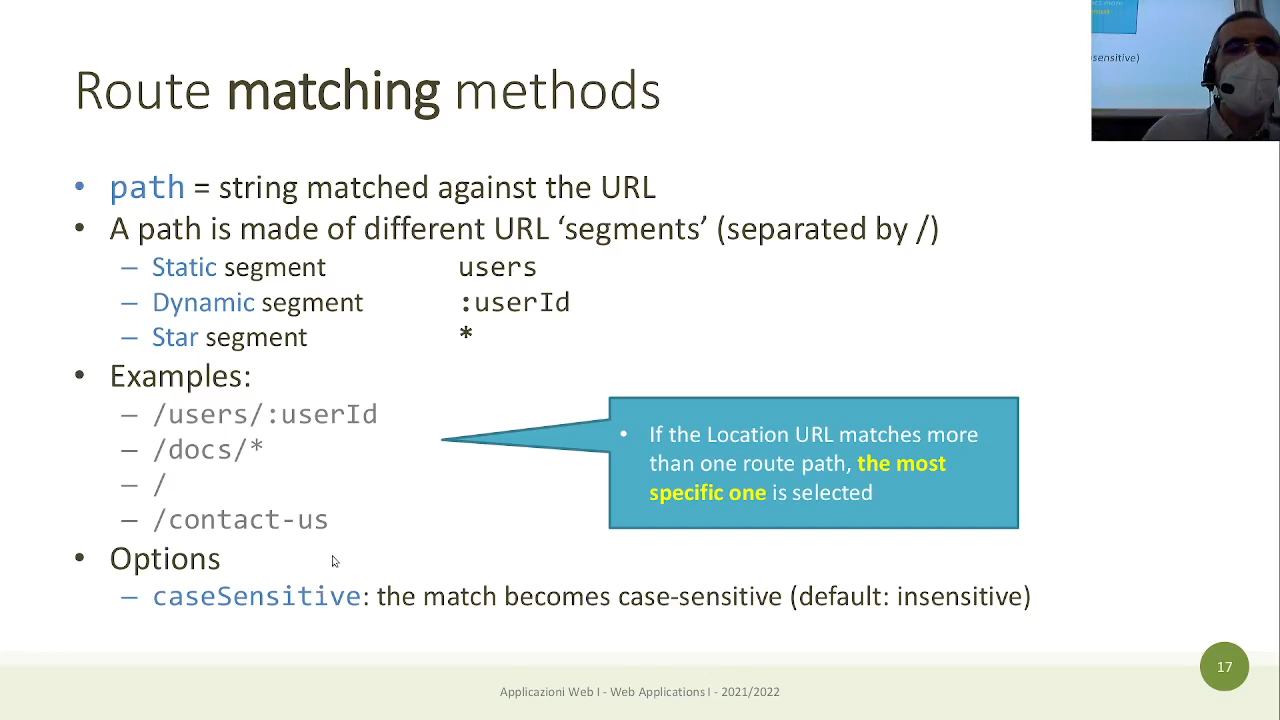 Route matching methods
• path = string matched against the URL
• A path is made of different URL ‘segments’ (separated by /)
– Static segment users
– Dynamic segment :userId
– Star segment *
• Examples:
– /users/:userId
– /docs/*
– /
– /contact-us
• If the Location URL matches more
than one route path, the most
specific one is selected
• Options
– caseSensitive: the match becomes case-sensitive (default: insensitive)
17
Applicazioni Web I - Web Applications I - 2021/2022
sensitive)